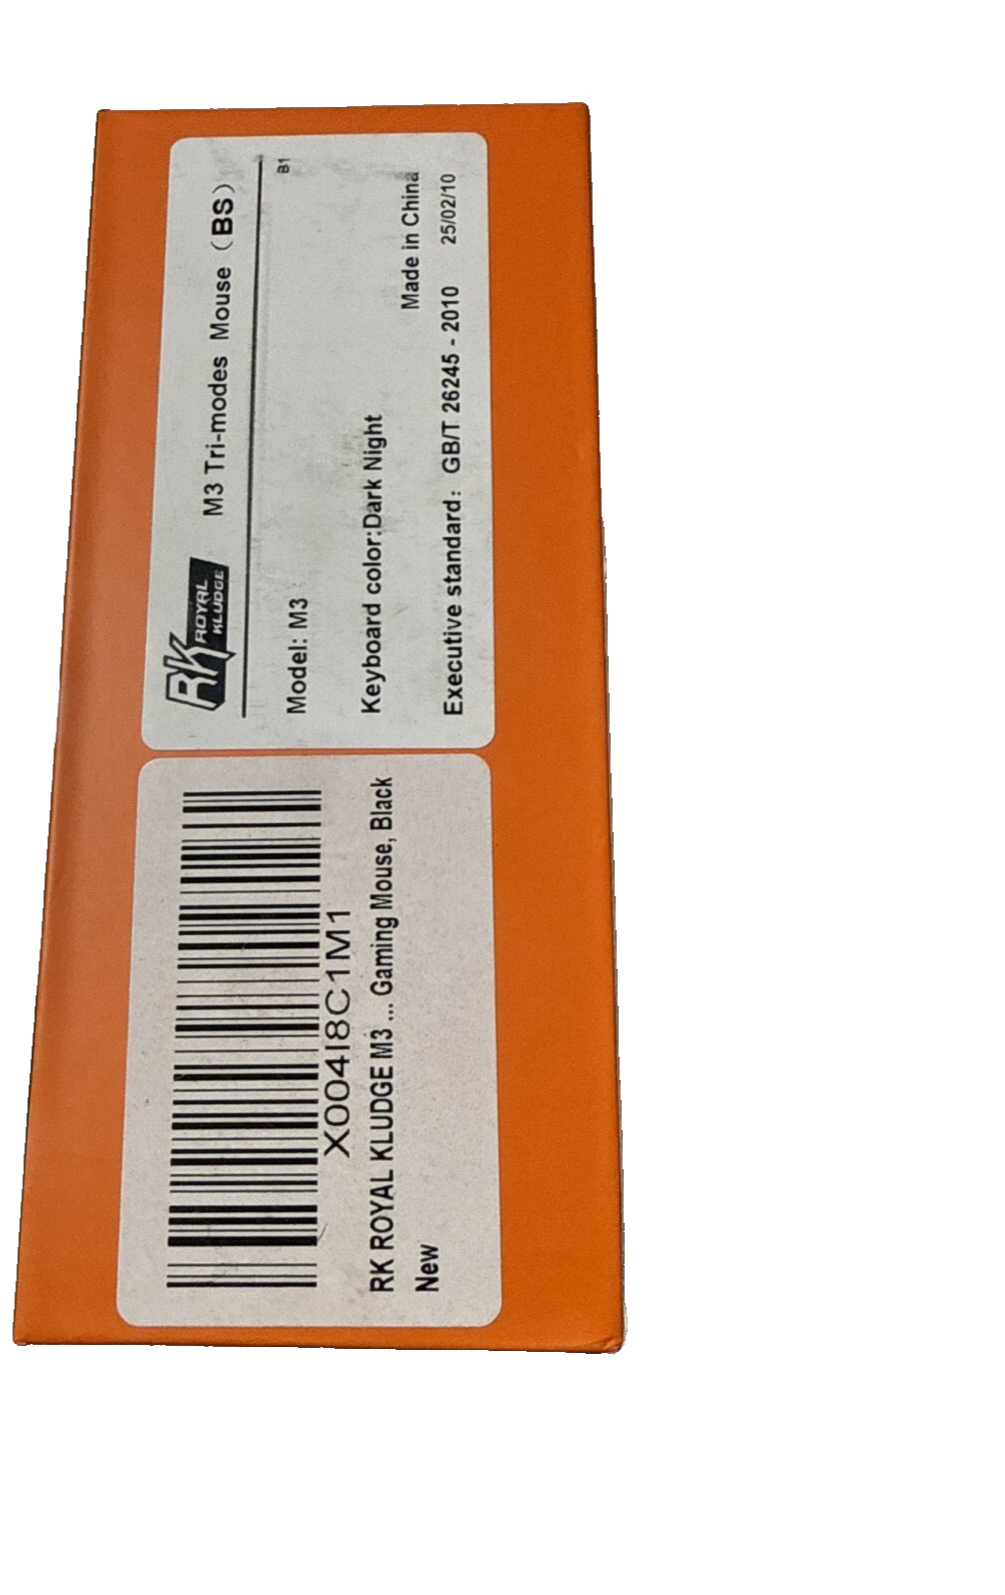 RK ROYAL KLUDGE
M3 Tri-modes Mouse（BS）
B1
Model: M3
Keyboard color:Dark Night
Made in China
Executive standard：GB/T 26245 - 2010 25/02/10
X004I8C1M1
RK ROYAL KLUDGE M3 ... Gaming Mouse, Black
New